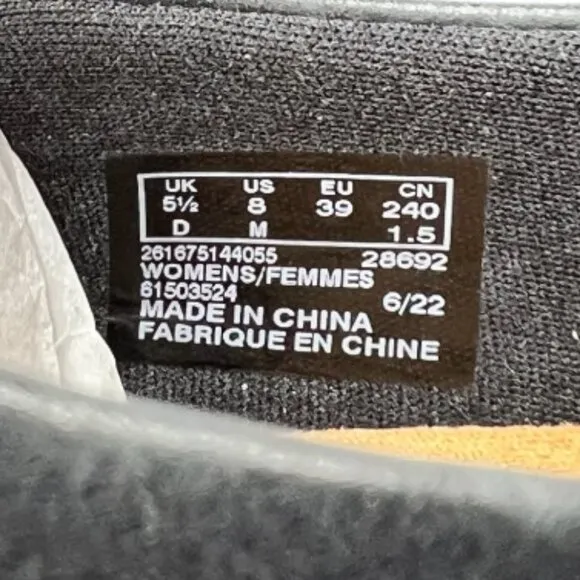 UK US EU CN
5½ 8 39 240
D M 1.5
261675144055 28692
WOMENS/FEMMES
61503524 6/22
MADE IN CHINA
FABRIQUE EN CHINE